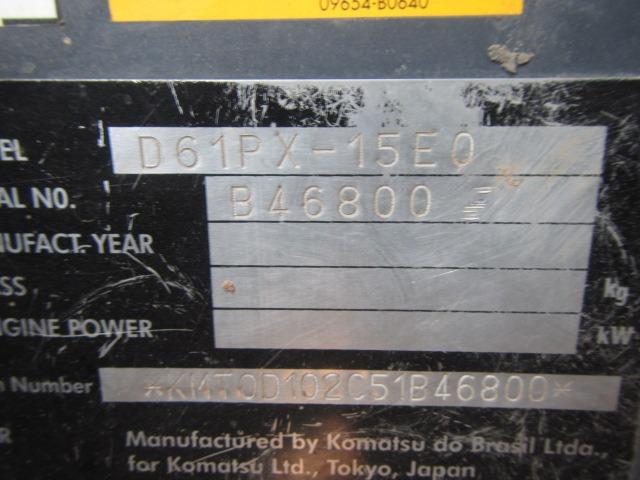 09654-B0640
EL D61PX-15E0
AL NO. B46800
NUFACT. YEAR
SS kg
NGINE POWER kW
n Number *KMT0D102C51B46800*
R
Manufactured by Komatsu do Brasil Ltda.,
for Komatsu Ltd., Tokyo, Japan